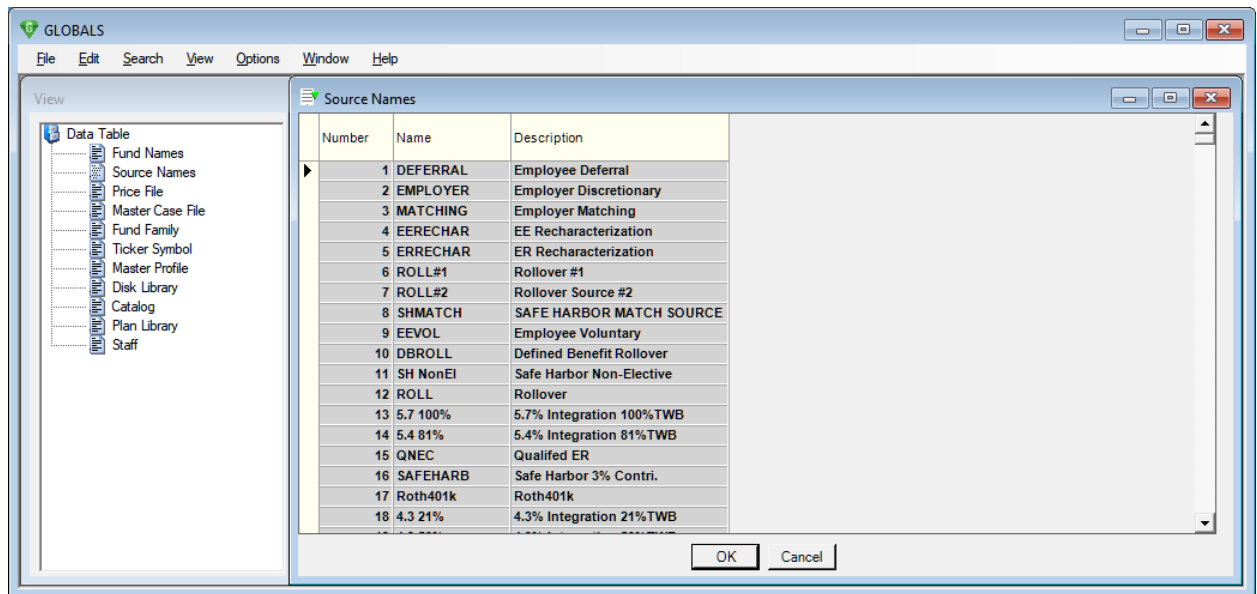 GLOBALS
File Edit Search View Options Window Help
View
Data Table
Fund Names
Source Names
Price File
Master Case File
Fund Family
Ticker Symbol
Master Profile
Disk Library
Catalog
Plan Library
Staff
Source Names
Number Name Description
1 DEFERRAL Employee Deferral
2 EMPLOYER Employer Discretionary
3 MATCHING Employer Matching
4 EERECHAR EE Recharacterization
5 ERRECHAR ER Recharacterization
6 ROLL#1 Rollover #1
7 ROLL#2 Rollover Source #2
8 SHMATCH SAFE HARBOR MATCH SOURCE
9 EEVOL Employee Voluntary
10 DBROLL Defined Benefit Rollover
11 SH NonEl Safe Harbor Non-Elective
12 ROLL Rollover
13 5.7 100% 5.7% Integration 100%TWB
14 5.4 81% 5.4% Integration 81%TWB
15 QNEC Qualifed ER
16 SAFEHARB Safe Harbor 3% Contri.
17 Roth401k Roth401k
18 4.3 21% 4.3% Integration 21%TWB
OK Cancel